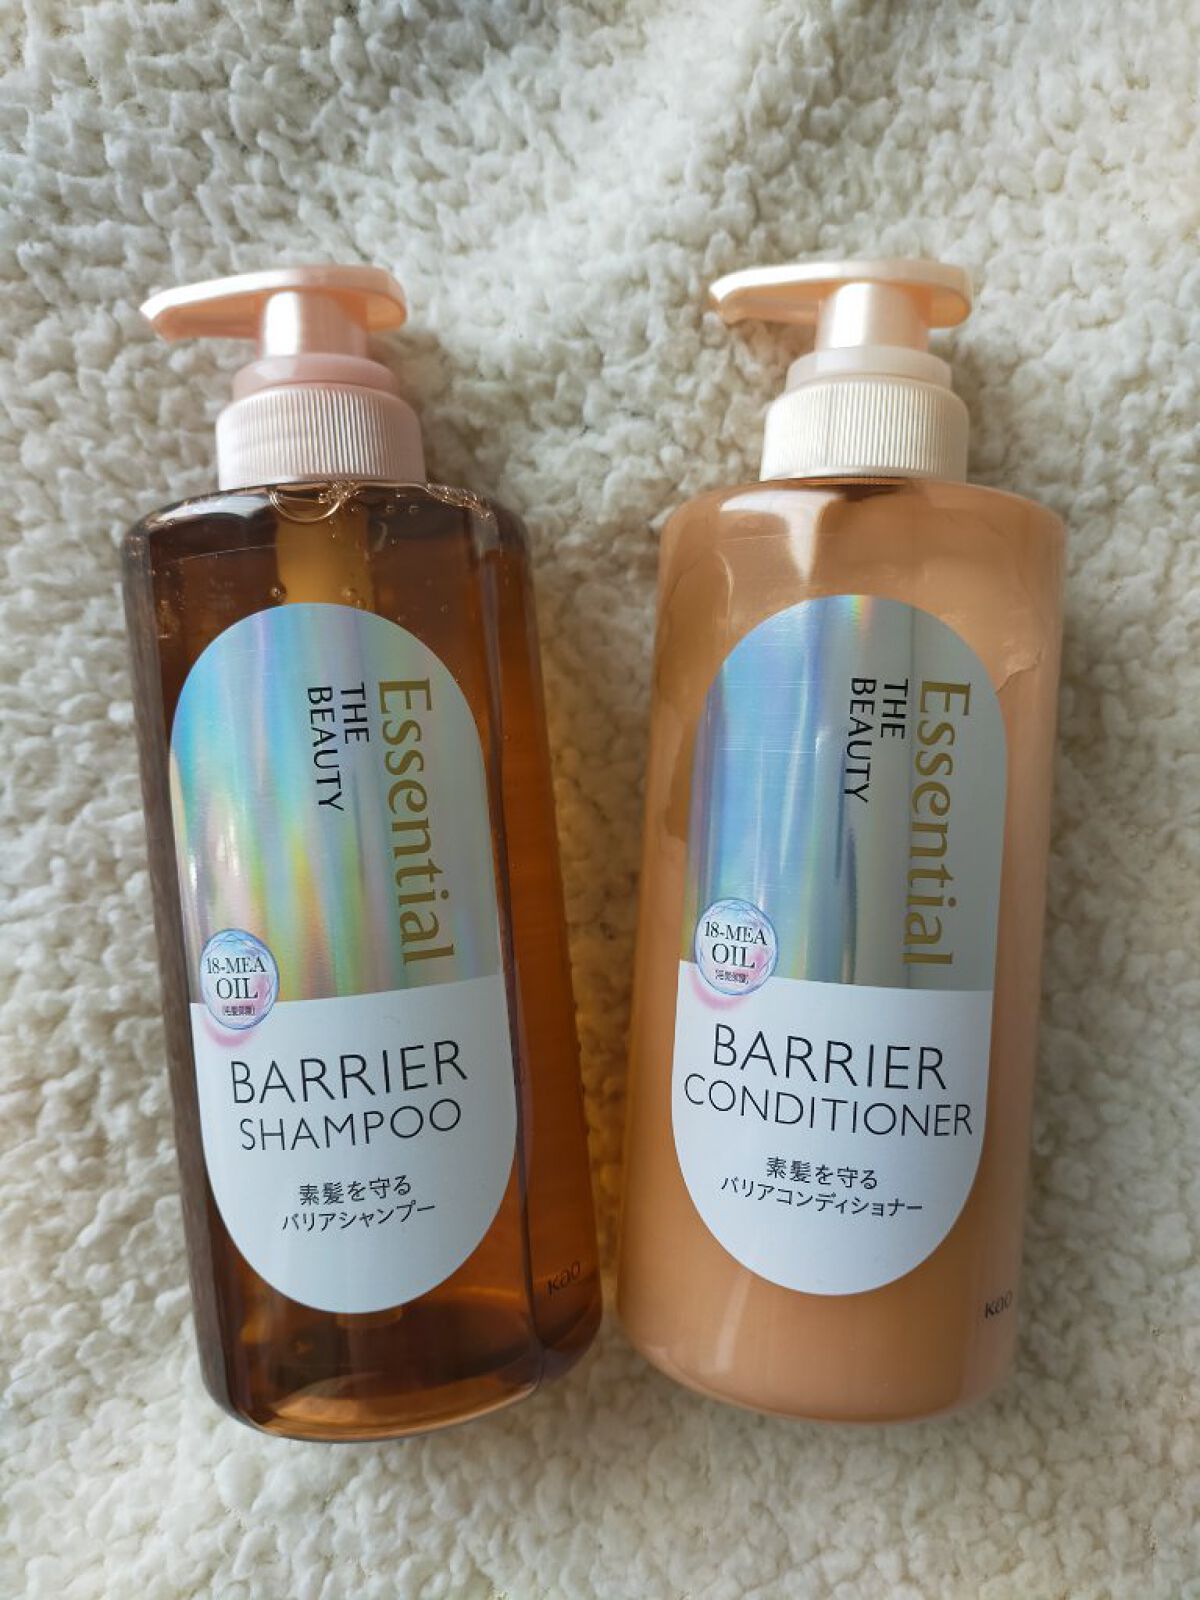 Essential
THE
BEAUTY
18-MEA
OIL
BARRIER
SHAMPOO
素髪を守る
バリアシャンプー
Kao
Essential
THE
BEAUTY
18-MEA
OIL
BARRIER
CONDITIONER
素髪を守る
バリアコンディショナー
Kao